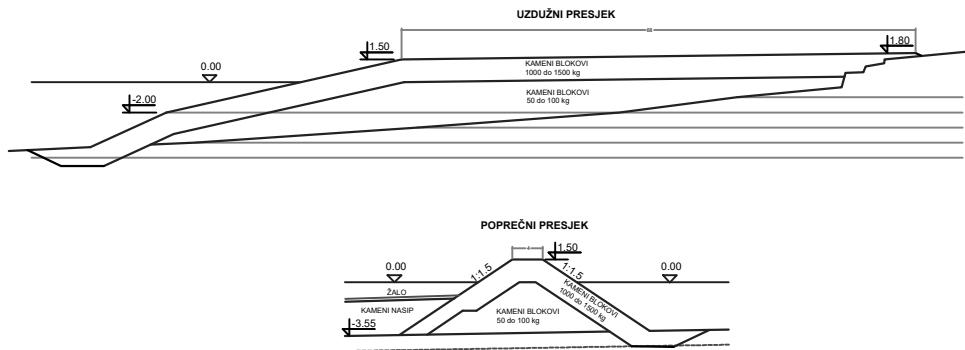 UZDUŽNI PRESJEK
1.50
1.80
0.00
KAMENI BLOKOVI
1000 do 1500 kg
KAMENI BLOKOVI
50 do 100 kg
-2.00
POPREČNI PRESJEK
4
1.50
0.00
1:1.5
1:1.5
0.00
ŽALO
KAMENI NASIP
KAMENI BLOKOVI
1000 do 1500 kg
KAMENI BLOKOVI
50 do 100 kg
-3.55